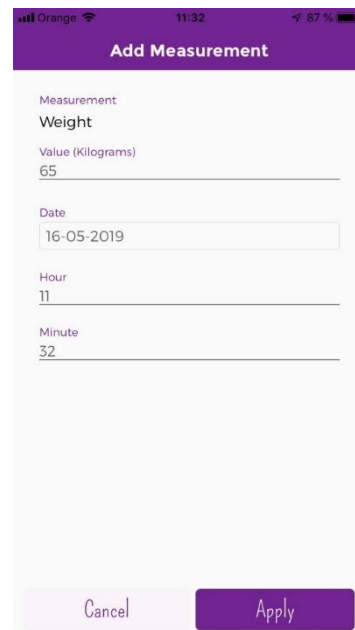 Orange 11:32 87 %
Add Measurement
Measurement
Weight
Value (Kilograms)
65
Date
16-05-2019
Hour
11
Minute
32
Cancel Apply